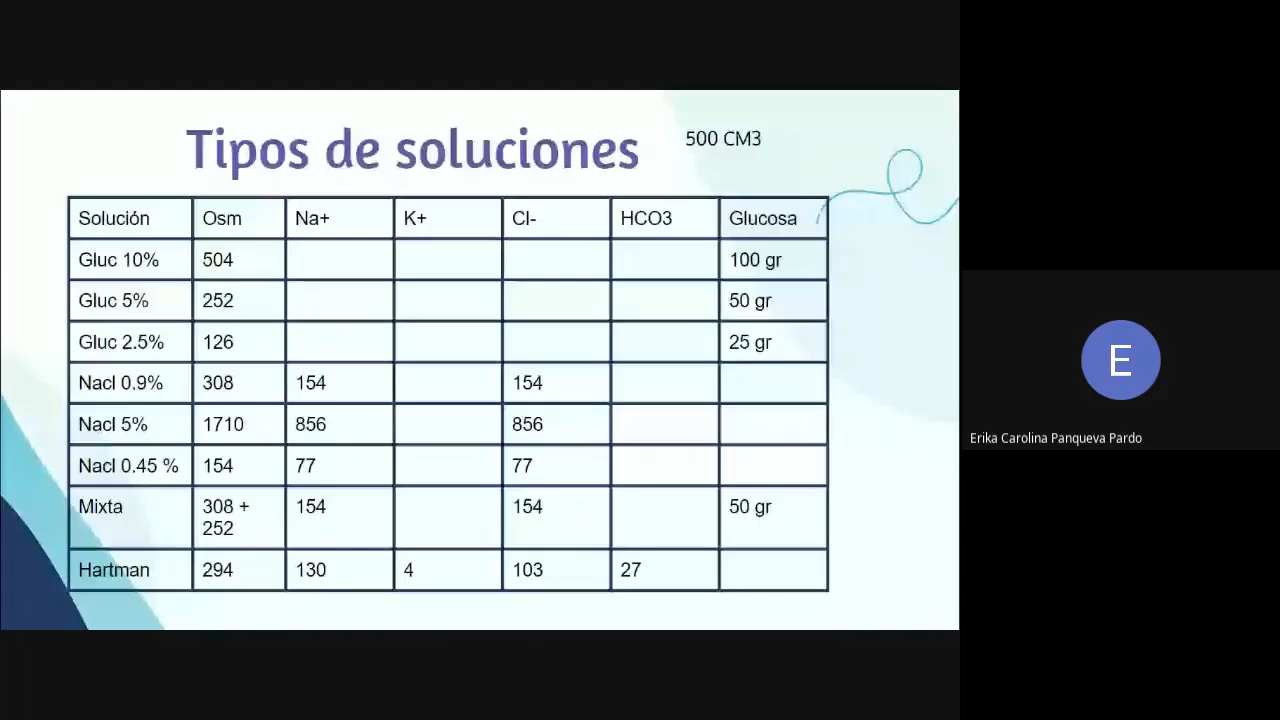 Tipos de soluciones
500 CM3
Solución Osm Na+ K+ Cl- HCO3 Glucosa
Gluc 10% 504 100 gr
Gluc 5% 252 50 gr
Gluc 2.5% 126 25 gr
Nacl 0.9% 308 154 154
Nacl 5% 1710 856 856
Nacl 0.45 % 154 77 77
Mixta 308 + 154 154 50 gr
252
Hartman 294 130 4 103 27
E
Erika Carolina Panqueva Pardo